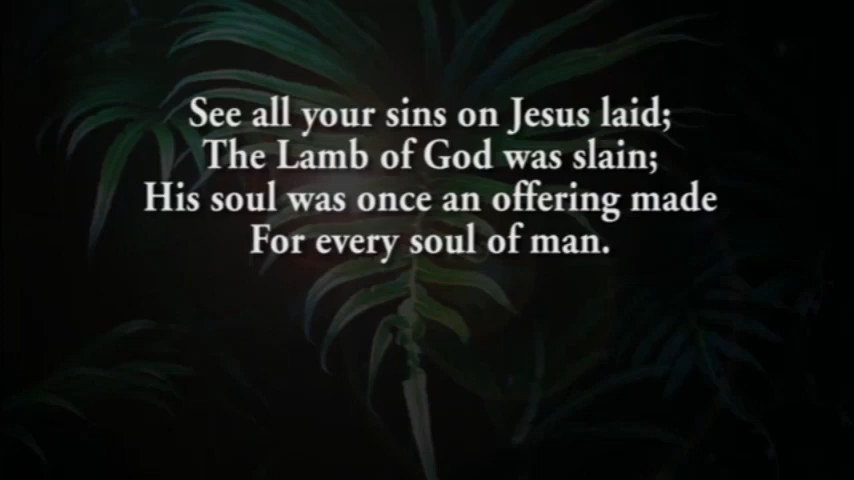 See all your sins on Jesus laid;
The Lamb of God was slain;
His soul was once an offering made
For every soul of man.